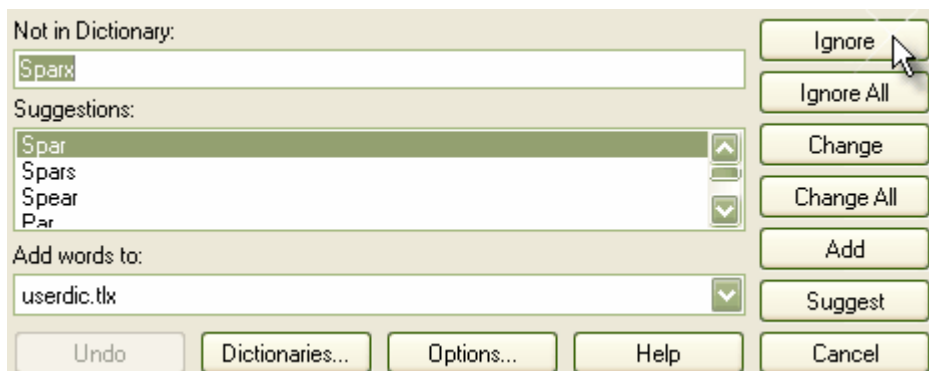 Not in Dictionary:
Sparx
Suggestions:
Spar
Spars
Spear
Par
Add words to:
userdic.tlx
Ignore
Ignore All
Change
Change All
Add
Suggest
Undo
Dictionaries...
Options...
Help
Cancel